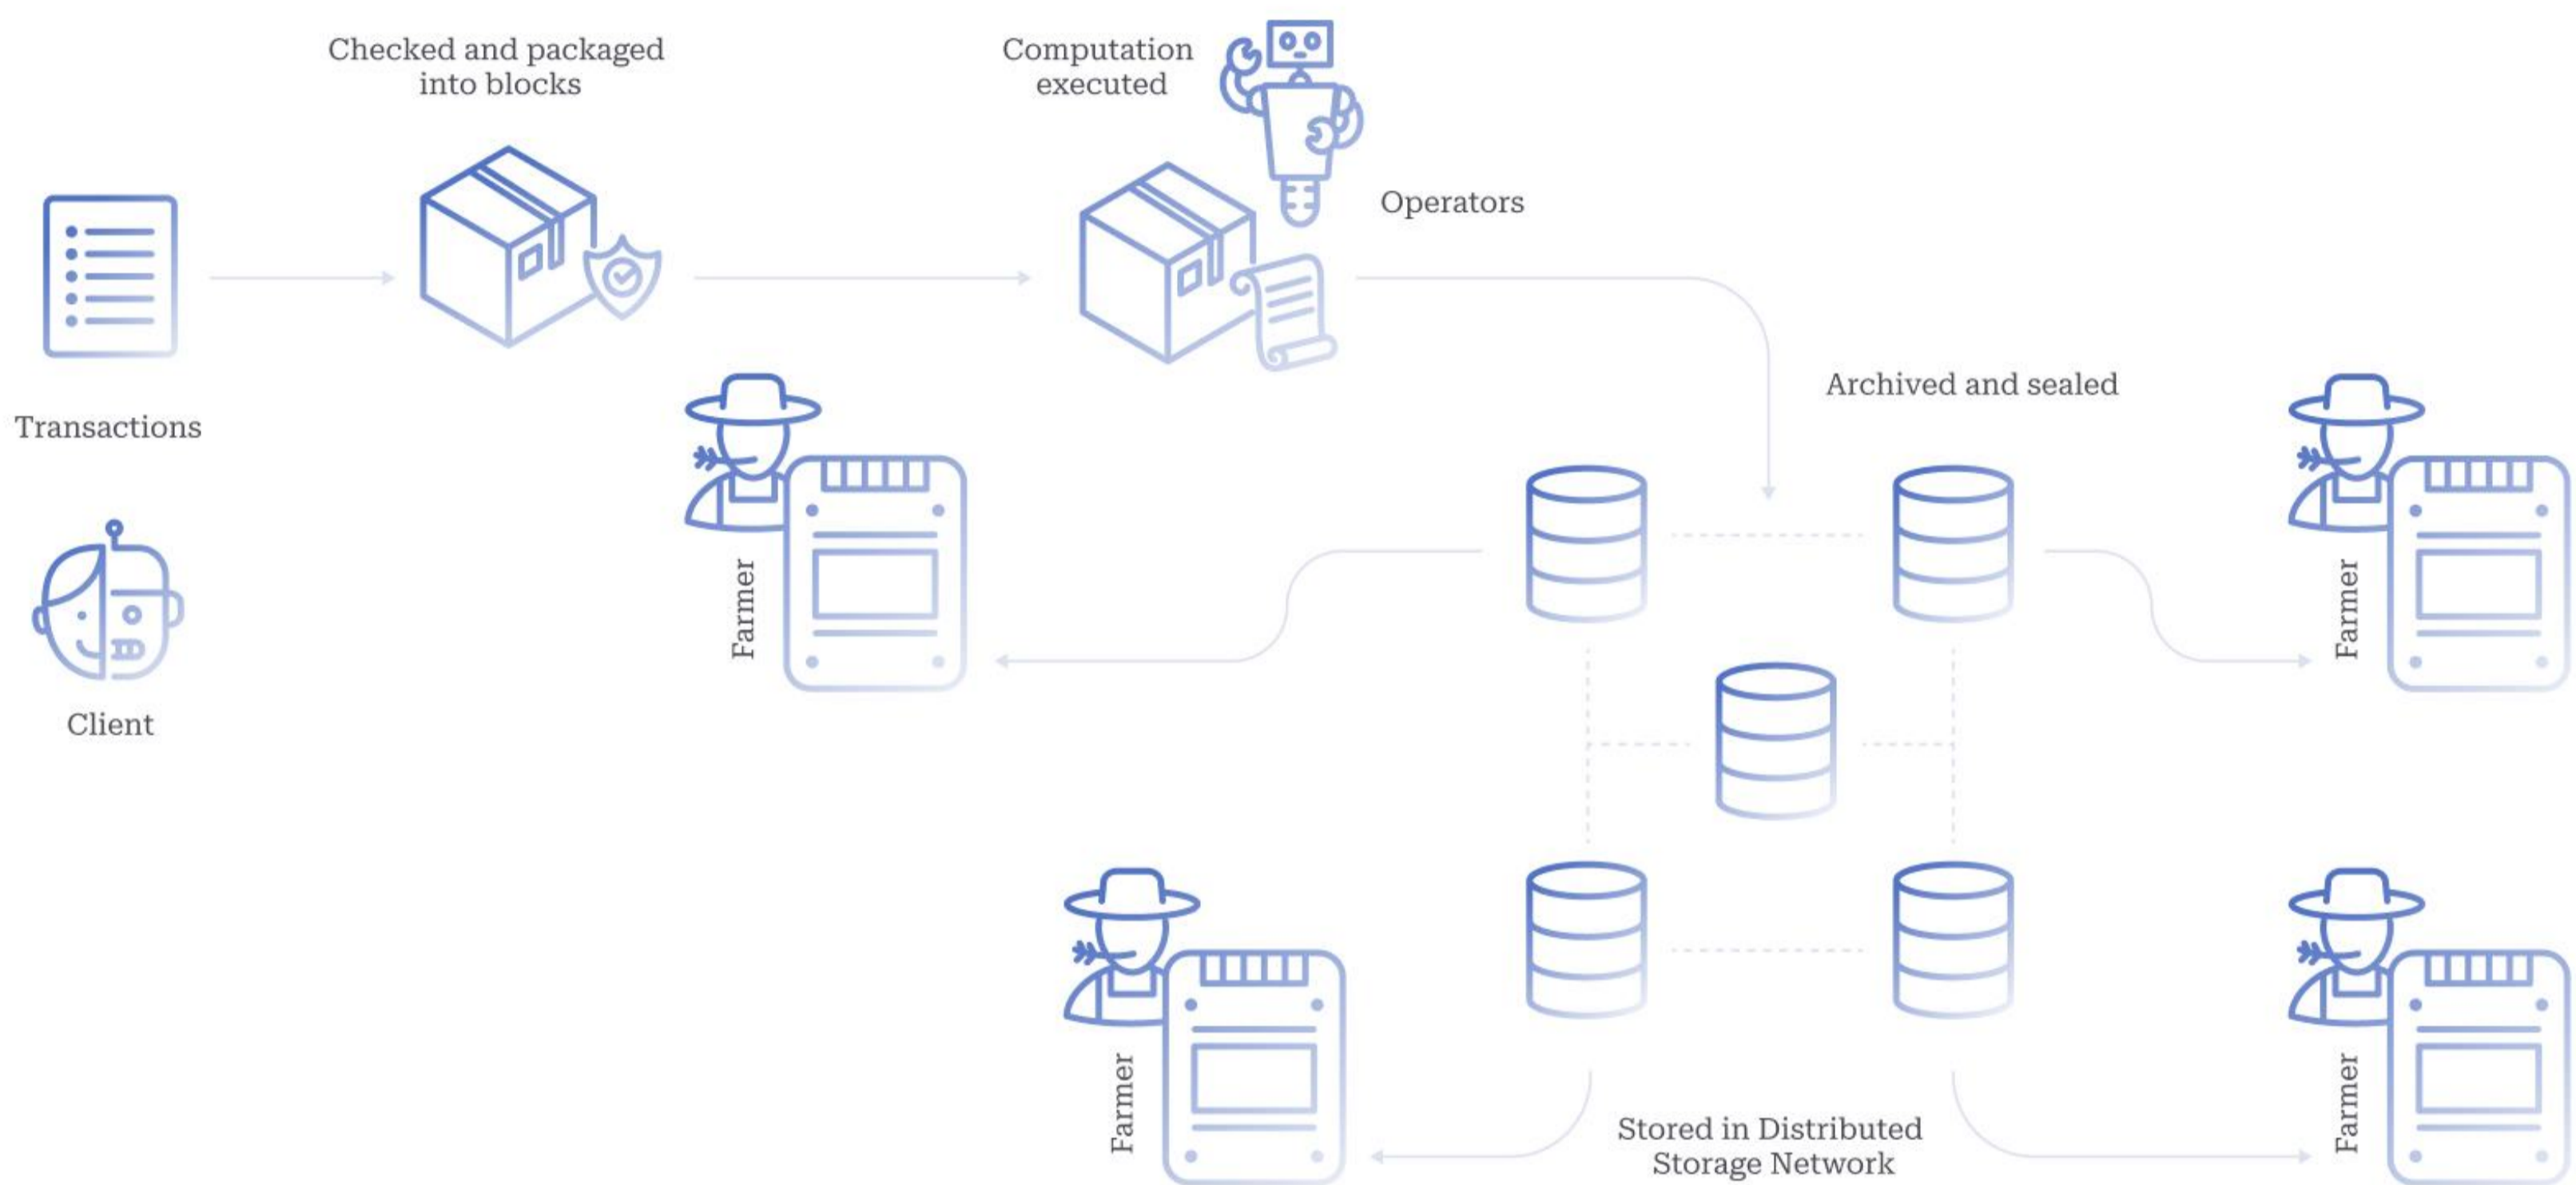 Checked and packaged
into blocks
Computation
executed
Operators
Transactions
Client
Archived and sealed
Farmer
Farmer
Farmer
Farmer
Stored in Distributed
Storage Network